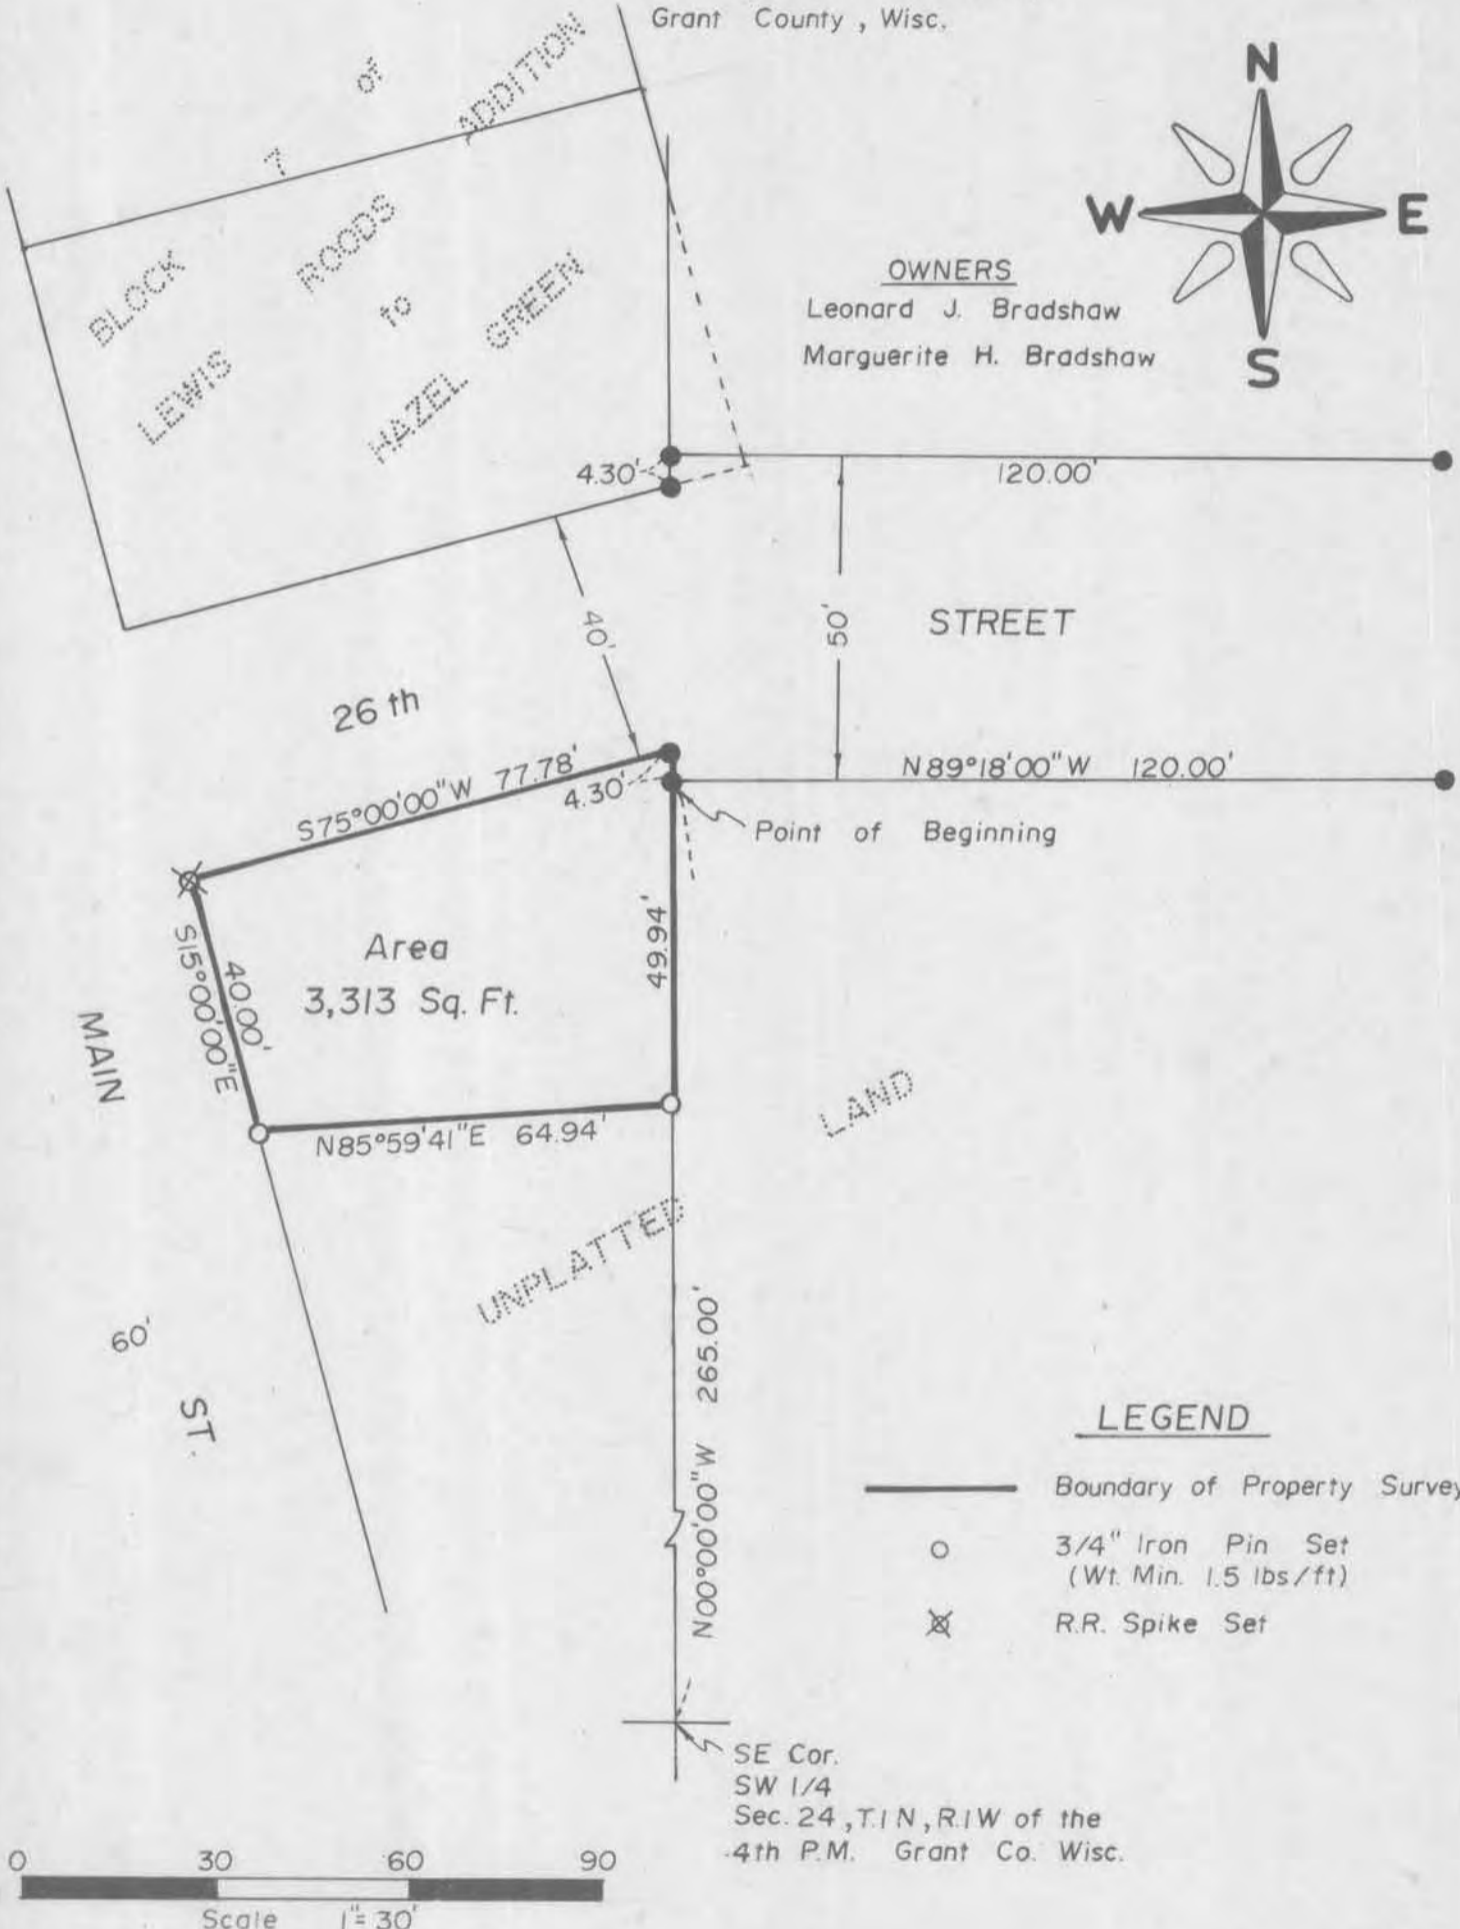 Grant County, Wisc.
N
W E
S
BLOCK 7 of
LEWIS ROODS ADDITION
to
HAZEL GREEN
OWNERS
Leonard J. Bradshaw
Marguerite H. Bradshaw
4.30'
120.00'
40'
50'
STREET
26 th
S75°00'00"W 77.78'
4.30'
N89°18'00"W 120.00'
Point of Beginning
S15°00'00"E
40.00'
Area
3,313 Sq. Ft.
49.94'
N85°59'41"E 64.94'
MAIN
60'
ST.
UNPLATTED
LAND
N00°00'00"W 265.00'
LEGEND
Boundary of Property Survey
3/4" Iron Pin Set
(Wt. Min. 1.5 lbs/ft)
R.R. Spike Set
SE Cor.
SW 1/4
Sec. 24, T.1N, R.1W of the
4th P.M. Grant Co. Wisc.
0 30 60 90
Scale 1"=30'